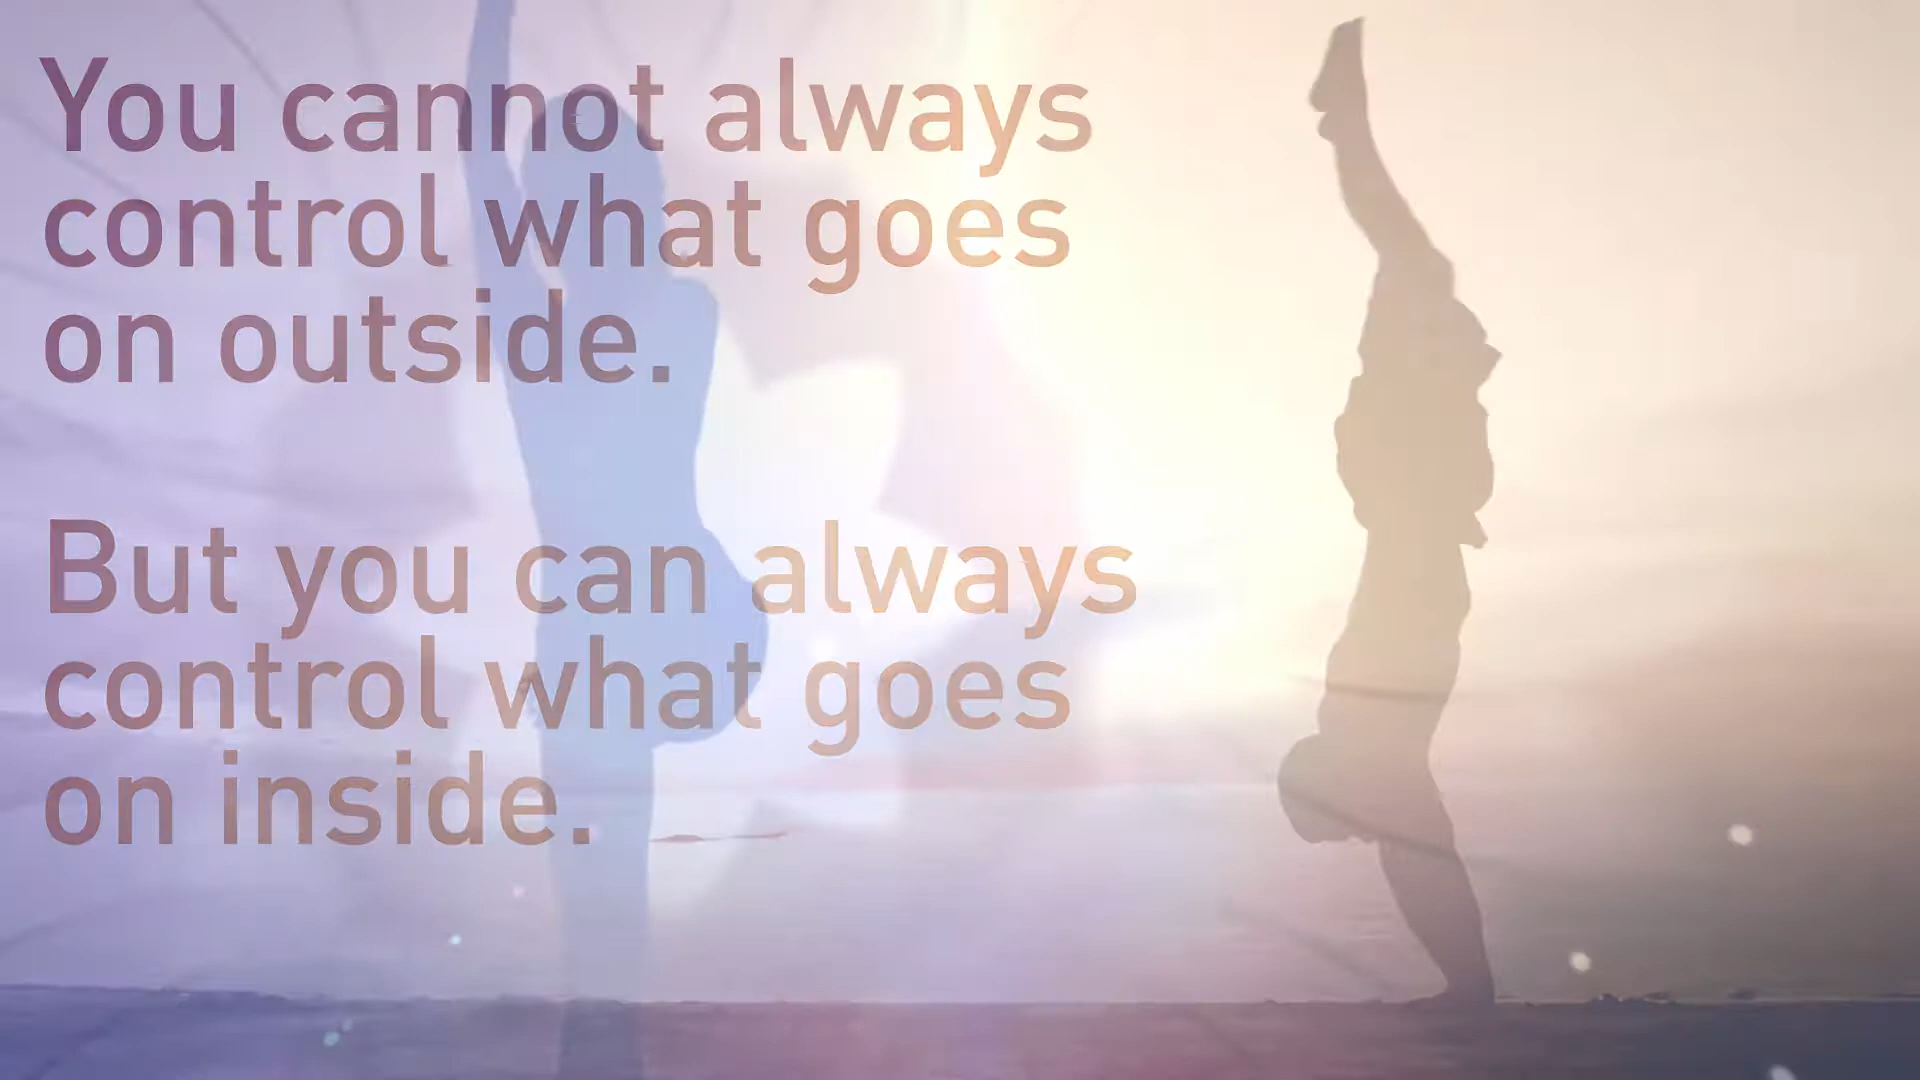 You cannot always
control what goes
on outside.
But you can always
control what goes
on inside.